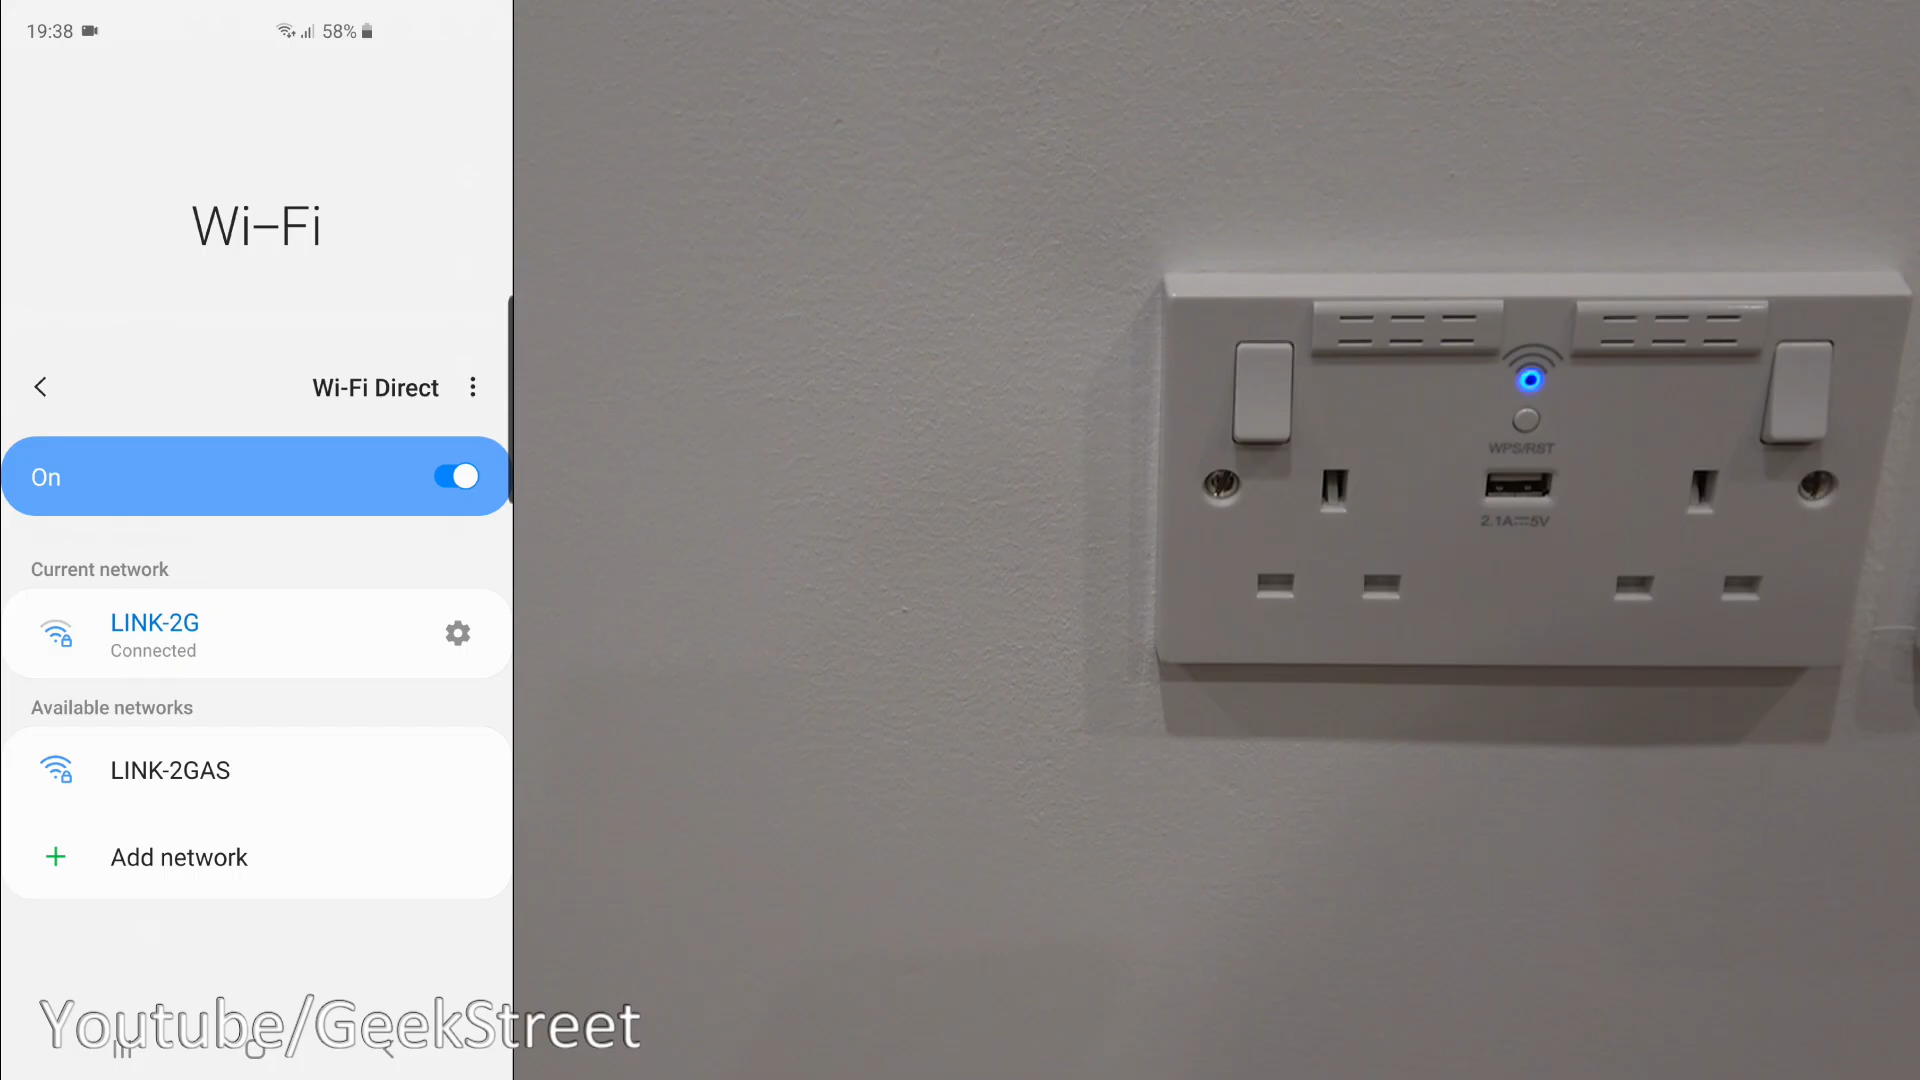 19:38 58%
Wi-Fi
Wi-Fi Direct
On
Current network
LINK-2G
Connected
Available networks
LINK-2GAS
Add network
WPS/RST
2.1A⎓5V
Youtube/GeekStreet